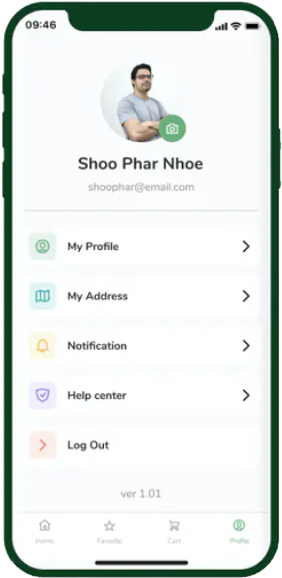 09:46
Shoo Phar Nhoe
shoophar@email.com
My Profile
My Address
Notification
Help center
Log Out
ver 1.01
Home Favorite Cart Profile